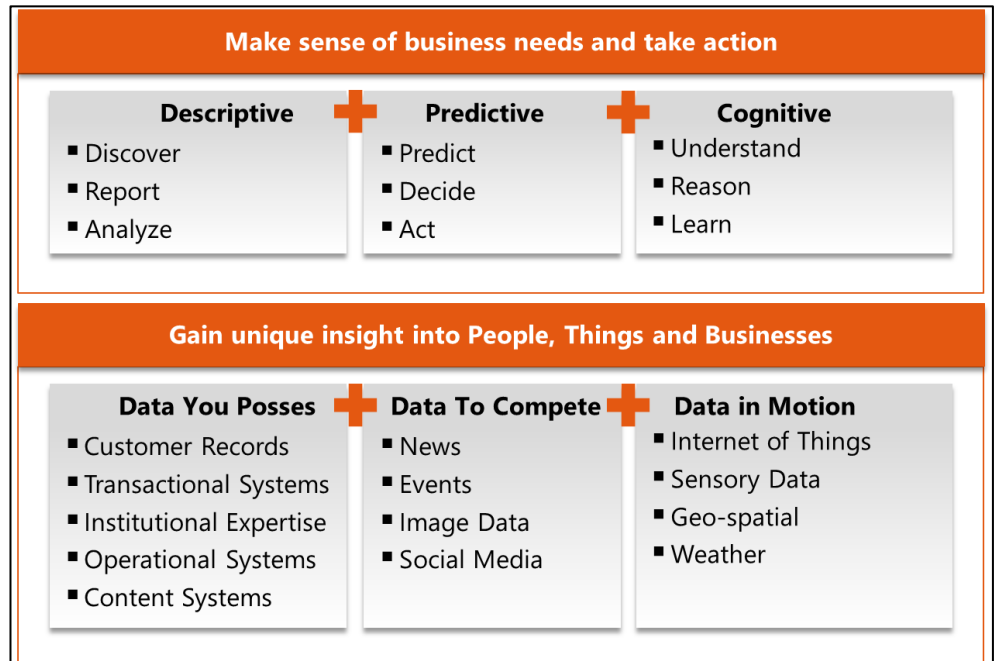 Make sense of business needs and take action
Descriptive
▪ Discover
▪ Report
▪ Analyze
Predictive
▪ Predict
▪ Decide
▪ Act
Cognitive
▪ Understand
▪ Reason
▪ Learn
Gain unique insight into People, Things and Businesses
Data You Posses
▪ Customer Records
▪ Transactional Systems
▪ Institutional Expertise
▪ Operational Systems
▪ Content Systems
Data To Compete
▪ News
▪ Events
▪ Image Data
▪ Social Media
Data in Motion
▪ Internet of Things
▪ Sensory Data
▪ Geo-spatial
▪ Weather